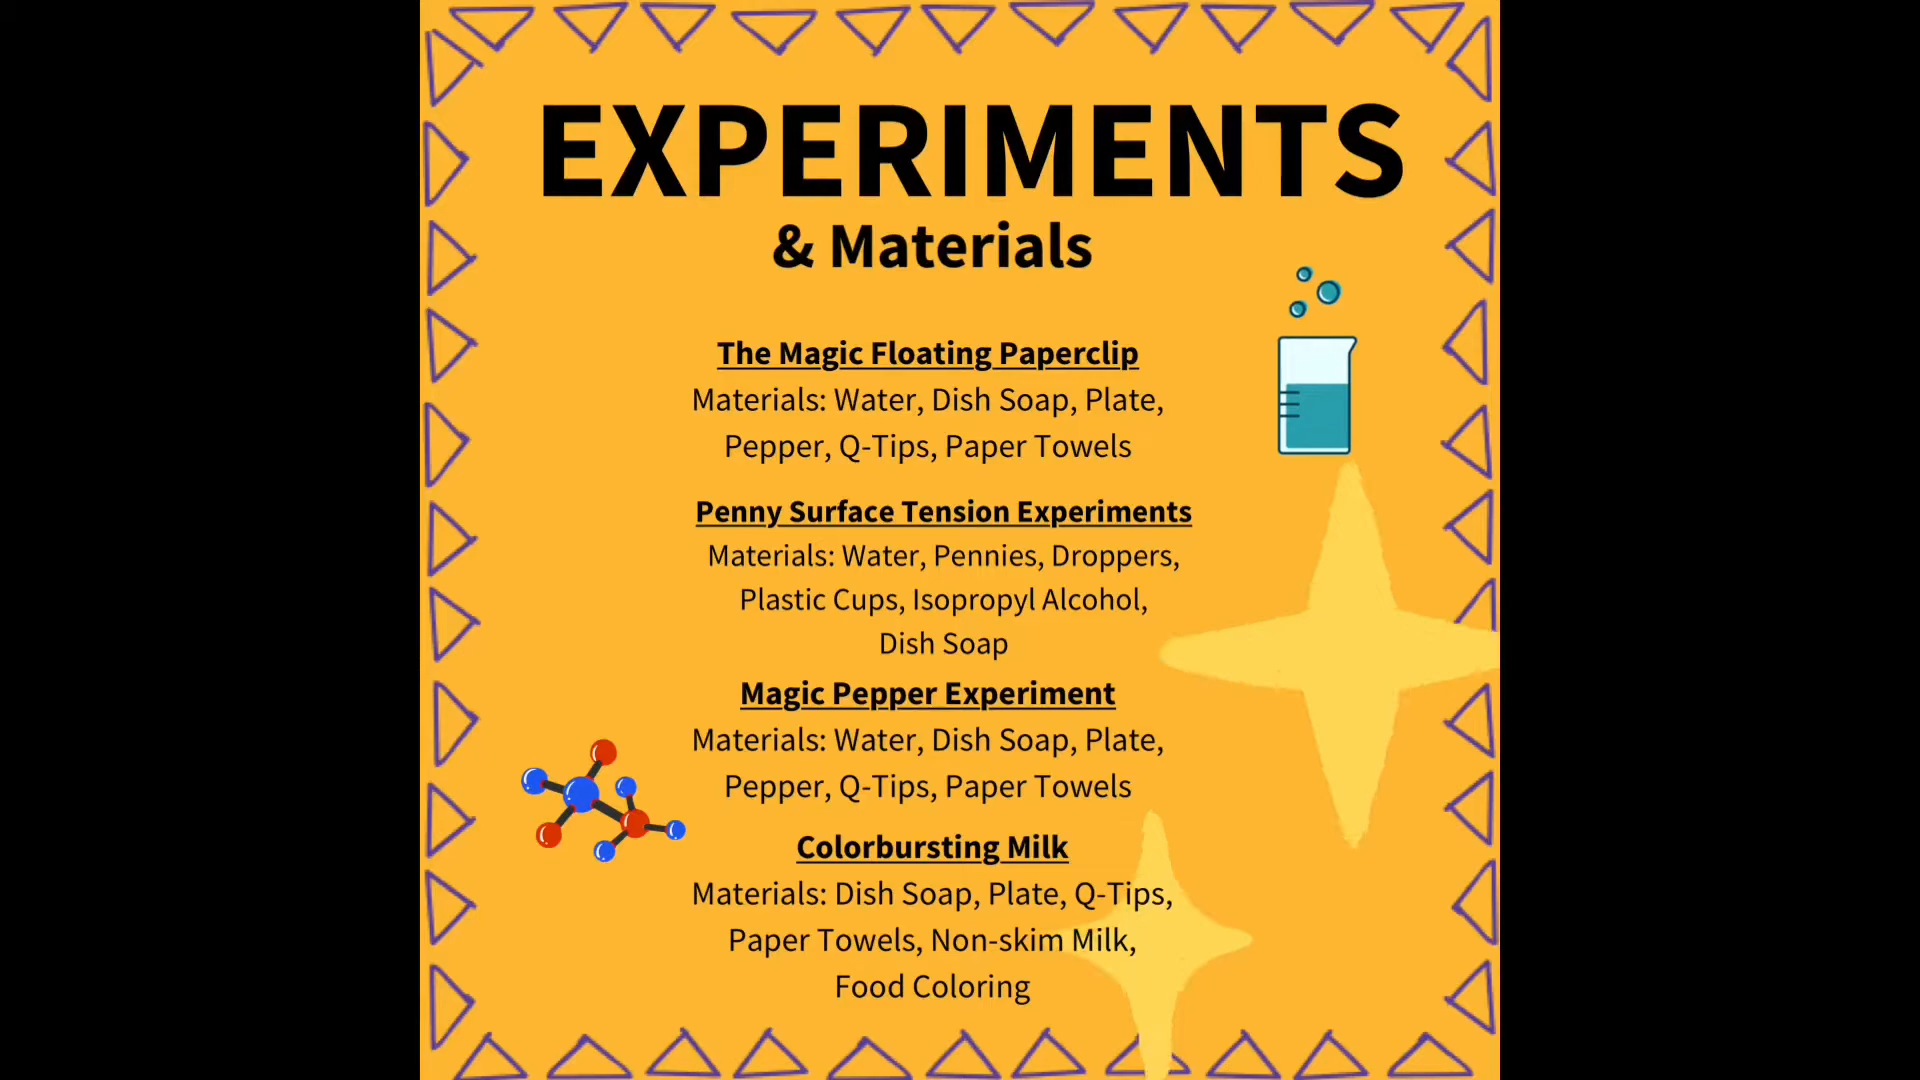 EXPERIMENTS
& Materials
The Magic Floating Paperclip
Materials: Water, Dish Soap, Plate,
Pepper, Q-Tips, Paper Towels
Penny Surface Tension Experiments
Materials: Water, Pennies, Droppers,
Plastic Cups, Isopropyl Alcohol,
Dish Soap
Magic Pepper Experiment
Materials: Water, Dish Soap, Plate,
Pepper, Q-Tips, Paper Towels
Colorbursting Milk
Materials: Dish Soap, Plate, Q-Tips,
Paper Towels, Non-skim Milk,
Food Coloring